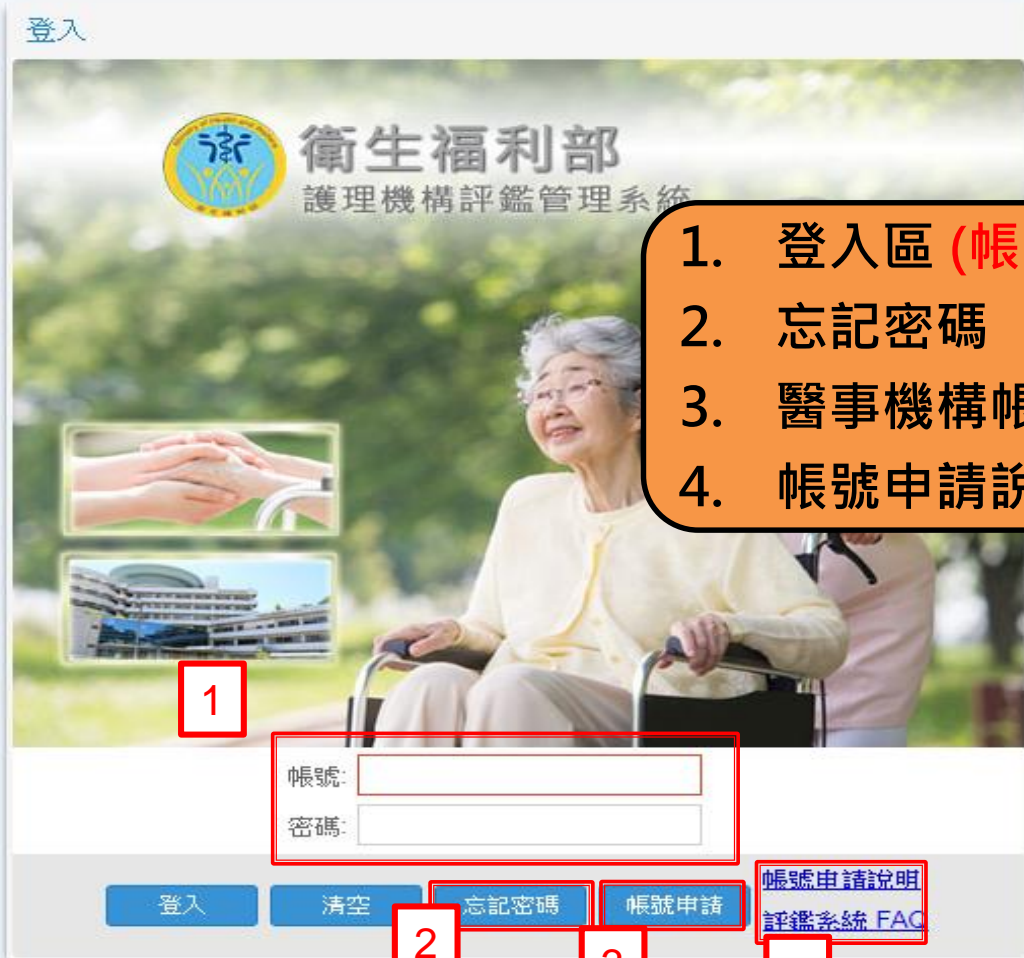 登入
衛生福利部
護理機構評鑑管理系統
1. 登入區 (帳
2. 忘記密碼
3. 醫事機構帳
4. 帳號申請說
1
帳號:
密碼:
登入
清空
忘記密碼
帳號申請
帳號申請說明
評鑑系統 FAQ
2